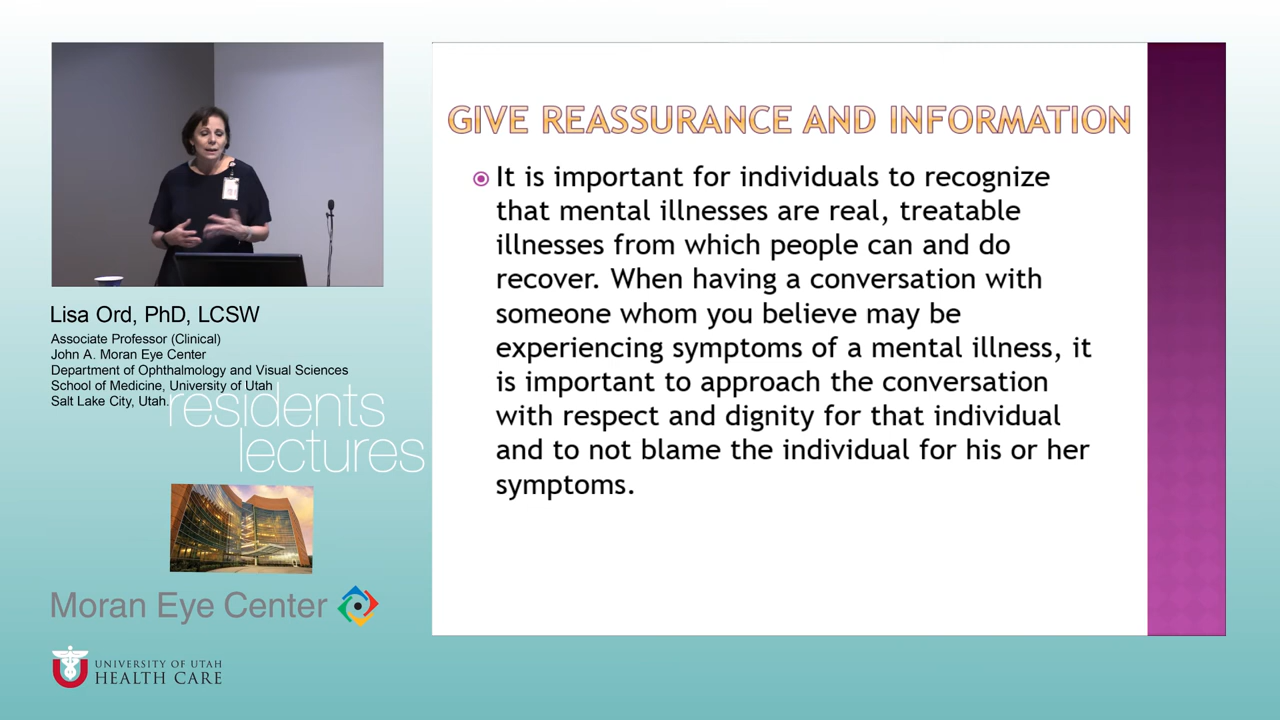 GIVE REASSURANCE AND INFORMATION
It is important for individuals to recognize
that mental illnesses are real, treatable
illnesses from which people can and do
recover. When having a conversation with
someone whom you believe may be
experiencing symptoms of a mental illness, it
is important to approach the conversation
with respect and dignity for that individual
and to not blame the individual for his or her
symptoms.
Lisa Ord, PhD, LCSW
Associate Professor (Clinical)
John A. Moran Eye Center
Department of Ophthalmology and Visual Sciences
School of Medicine, University of Utah
Salt Lake City, Utah.
residents
lectures
Moran Eye Center
UNIVERSITY OF UTAH
HEALTH CARE